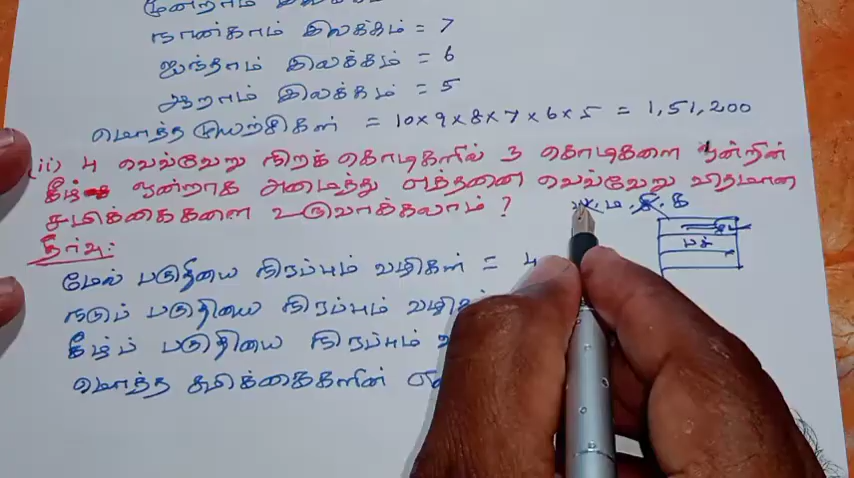 மூன்றாம்
நான்காம் இலக்கம் = 7
ஐந்தாம் இலக்கம் = 6
ஆறாம் இலக்கம் = 5
மொத்த முயற்சிகள் = 10×9×8×7×6×5 = 1,51,200
(ii) 4 வெவ்வேறு நிறக் கொடிகளில் 3 கொடிகளை ஒன்றின்
கீழ் ஒன்றாக அமைத்து எத்தனை வெவ்வேறு விதமான
சமிக்கைகளை உருவாக்கலாம் ?
தீர்வு:
மேல் பகுதியை நிரப்பும் வழிகள் = 4
நடுப் பகுதியை நிரப்பும்
கீழ்ப் பகுதியை நிரப்பும்
மொத்த சமிக்கைகளின்